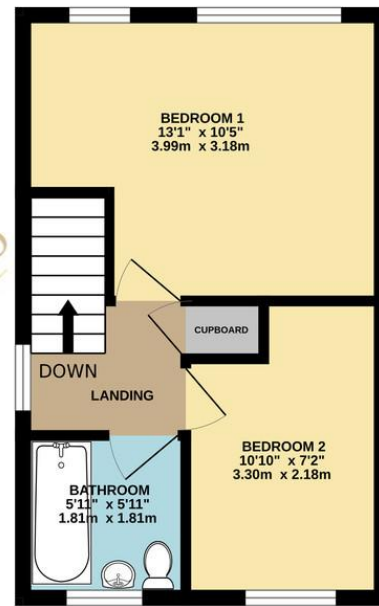 BEDROOM 1
13'1" x 10'5"
3.99m x 3.18m
CUPBOARD
DOWN
LANDING
BEDROOM 2
10'10" x 7'2"
3.30m x 2.18m
BATHROOM
5'11" x 5'11"
1.81m x 1.81m